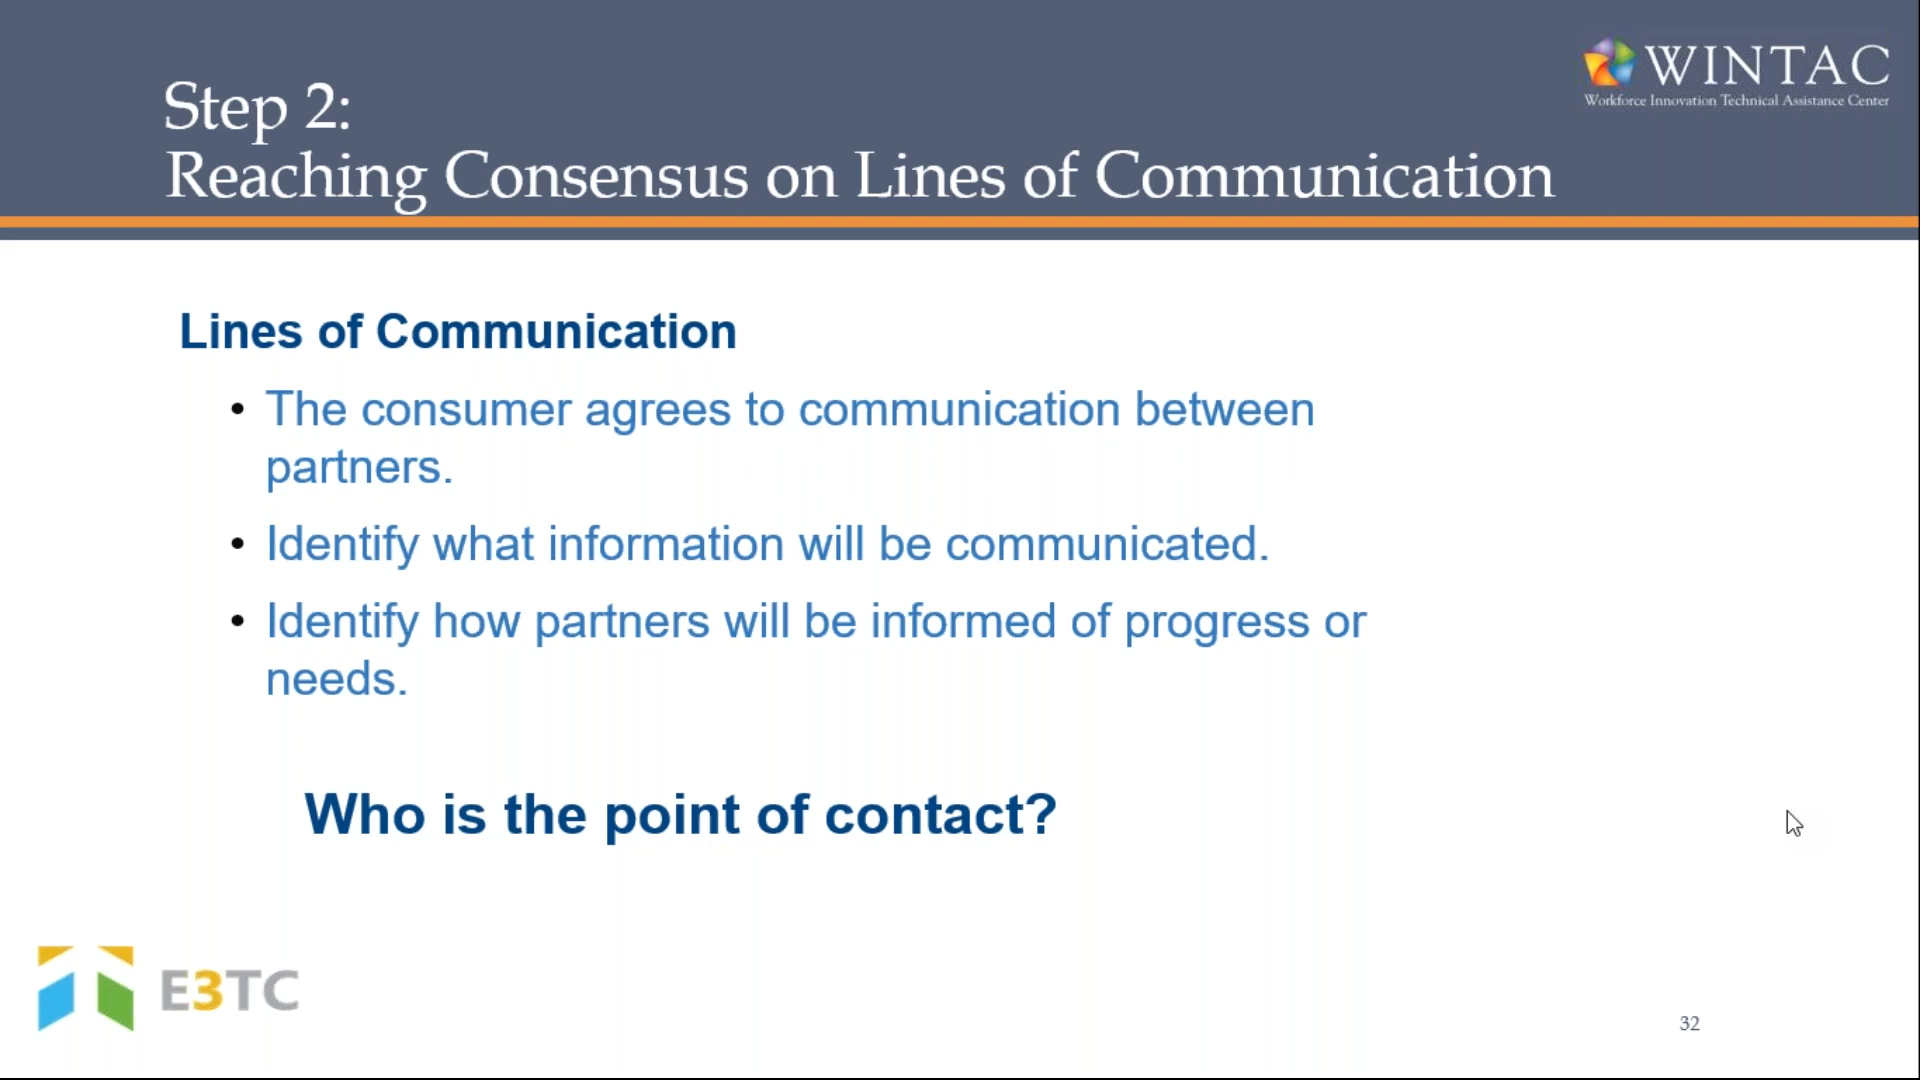 WINTAC
Workforce Innovation Technical Assistance Center
Step 2:
Reaching Consensus on Lines of Communication
Lines of Communication
• The consumer agrees to communication between
partners.
• Identify what information will be communicated.
• Identify how partners will be informed of progress or
needs.
Who is the point of contact?
E3TC
32